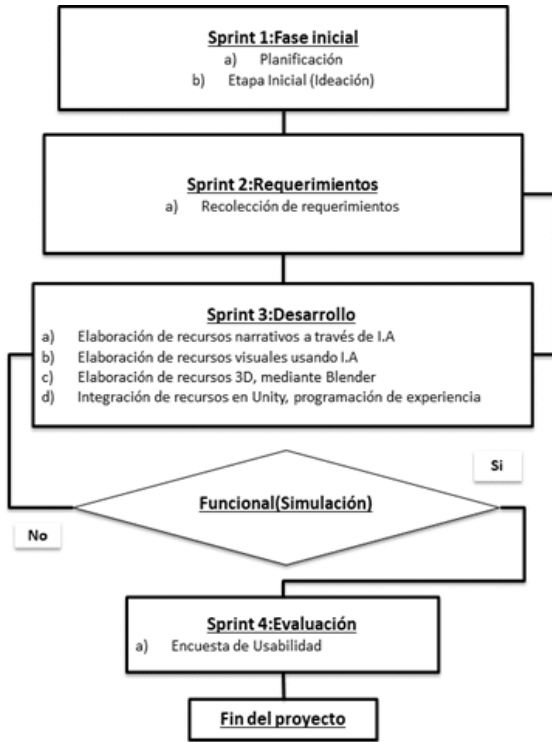 Sprint 1:Fase inicial
a) Planificación
b) Etapa Inicial (Ideación)
Sprint 2:Requerimientos
a) Recolección de requerimientos
Sprint 3:Desarrollo
a) Elaboración de recursos narrativos a través de I.A
b) Elaboración de recursos visuales usando I.A
c) Elaboración de recursos 3D, mediante Blender
d) Integración de recursos en Unity, programación de experiencia
Si
Funcional(Simulación)
No
Sprint 4:Evaluación
a) Encuesta de Usabilidad
Fin del proyecto